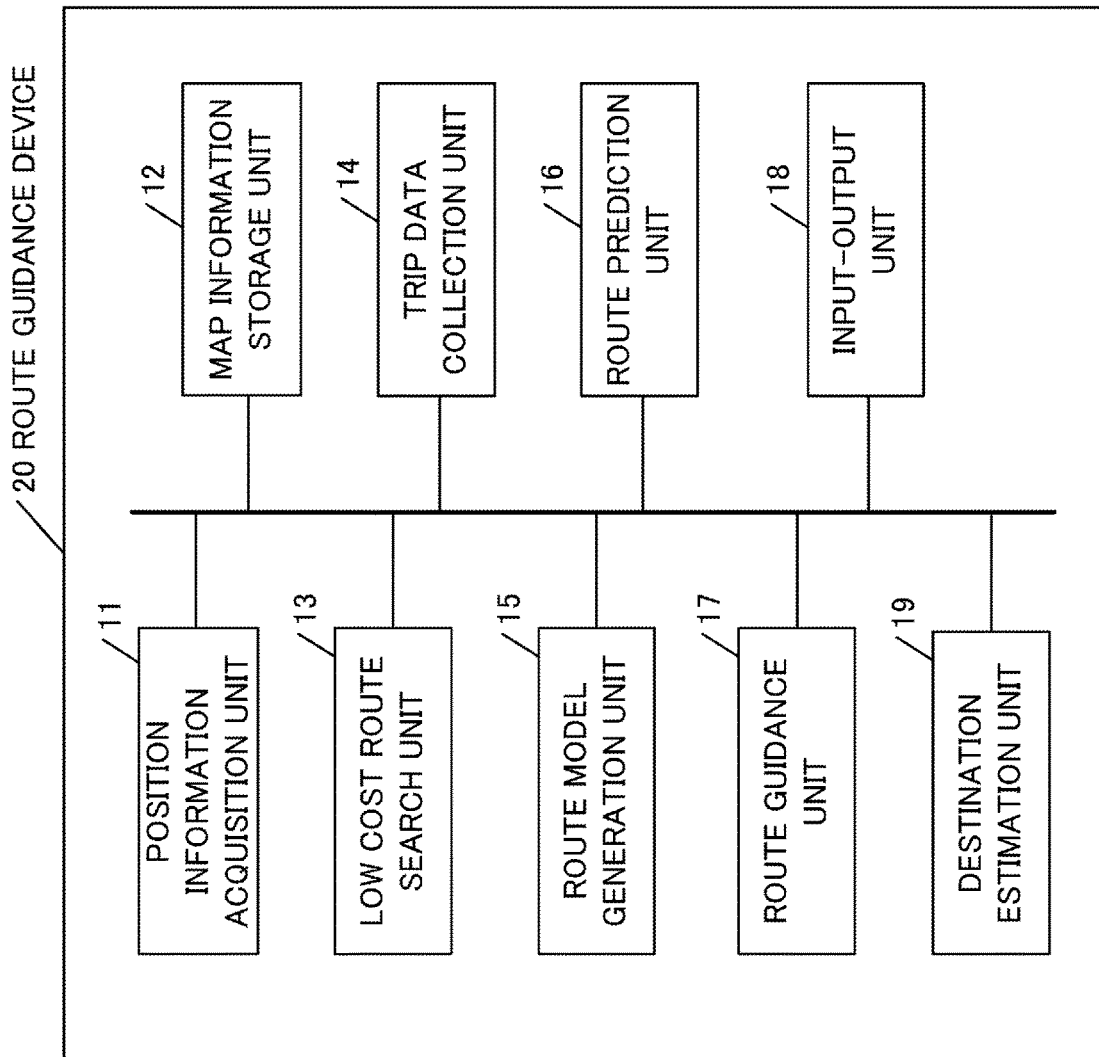 20 ROUTE GUIDANCE DEVICE
11
POSITION
INFORMATION
ACQUISITION UNIT
12
MAP INFORMATION
STORAGE UNIT
13
LOW COST ROUTE
SEARCH UNIT
14
TRIP DATA
COLLECTION UNIT
15
ROUTE MODEL
GENERATION UNIT
16
ROUTE PREDICTION
UNIT
17
ROUTE GUIDANCE
UNIT
18
INPUT-OUTPUT
UNIT
19
DESTINATION
ESTIMATION UNIT